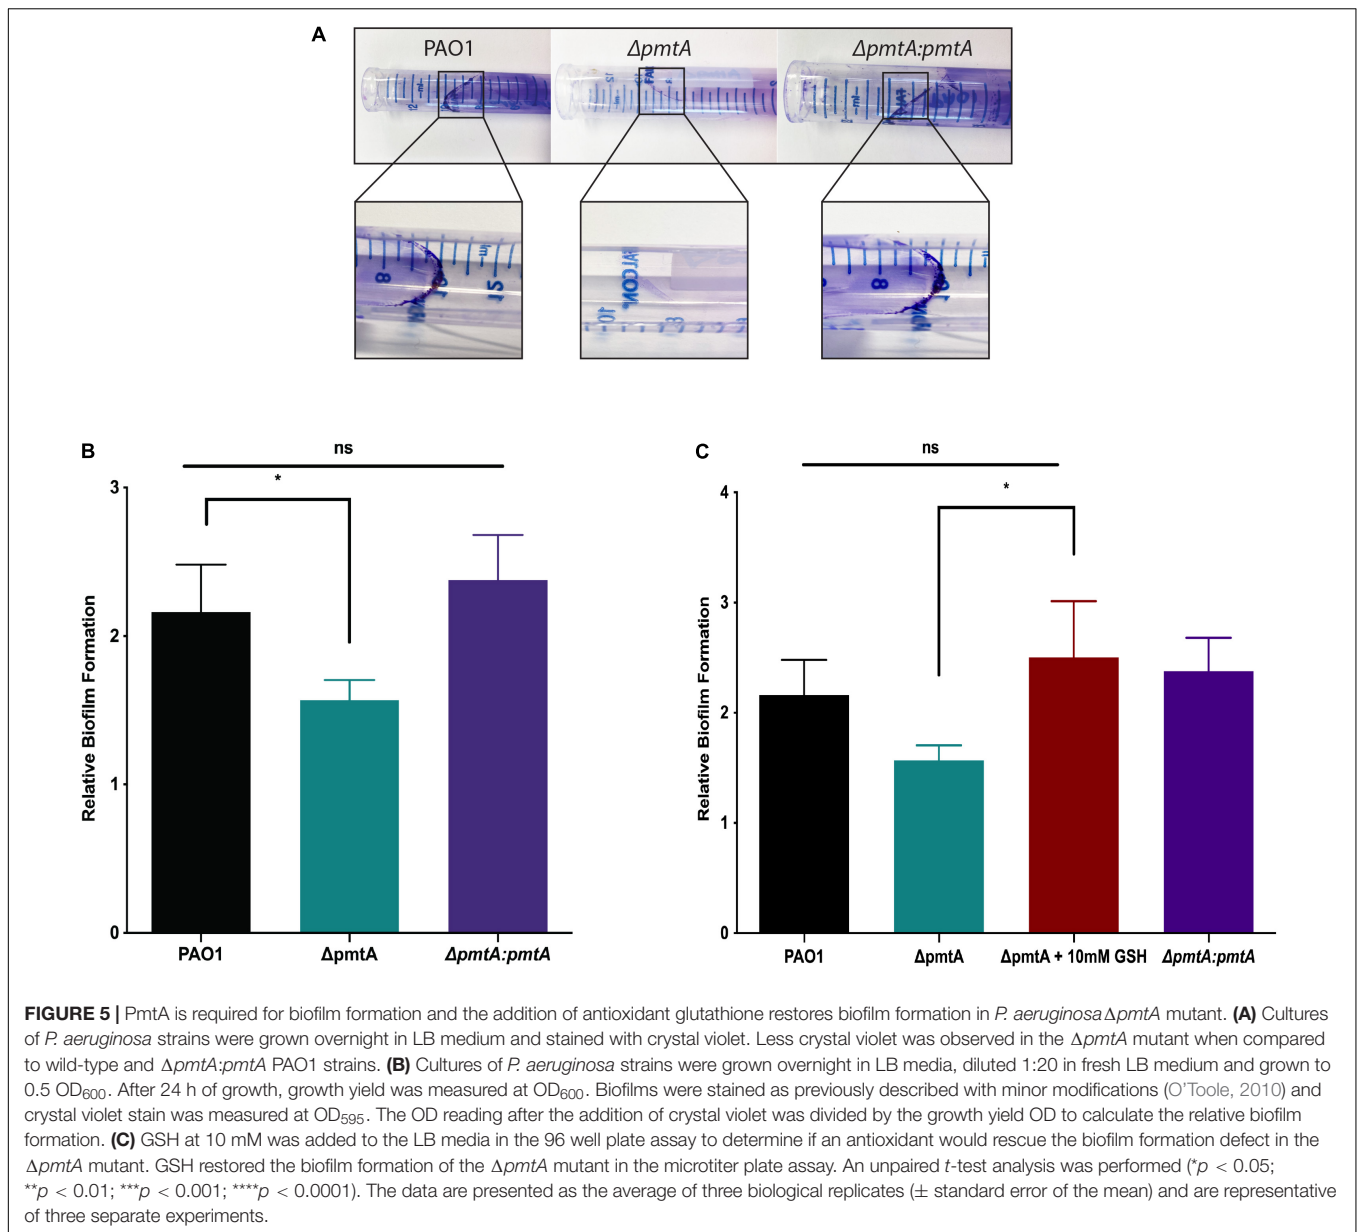 A
PAO1
ΔpmtA
ΔpmtA:pmtA
8
10
12
FALCON
10
8
8
10
B
ns
*
3
2
1
0
Relative Biofilm Formation
PAO1
ΔpmtA
ΔpmtA:pmtA
C
ns
*
4
3
2
1
0
Relative Biofilm Formation
PAO1
ΔpmtA
ΔpmtA + 10mM GSH
ΔpmtA:pmtA
FIGURE 5 | PmtA is required for biofilm formation and the addition of antioxidant glutathione restores biofilm formation in P. aeruginosa ΔpmtA mutant. (A) Cultures
of P. aeruginosa strains were grown overnight in LB medium and stained with crystal violet. Less crystal violet was observed in the ΔpmtA mutant when compared
to wild-type and ΔpmtA:pmtA PAO1 strains. (B) Cultures of P. aeruginosa strains were grown overnight in LB media, diluted 1:20 in fresh LB medium and grown to
0.5 OD600. After 24 h of growth, growth yield was measured at OD600. Biofilms were stained as previously described with minor modifications (O'Toole, 2010) and
crystal violet stain was measured at OD595. The OD reading after the addition of crystal violet was divided by the growth yield OD to calculate the relative biofilm
formation. (C) GSH at 10 mM was added to the LB media in the 96 well plate assay to determine if an antioxidant would rescue the biofilm formation defect in the
ΔpmtA mutant. GSH restored the biofilm formation of the ΔpmtA mutant in the microtiter plate assay. An unpaired t-test analysis was performed (*p < 0.05;
**p < 0.01; ***p < 0.001; ****p < 0.0001). The data are presented as the average of three biological replicates (± standard error of the mean) and are representative
of three separate experiments.